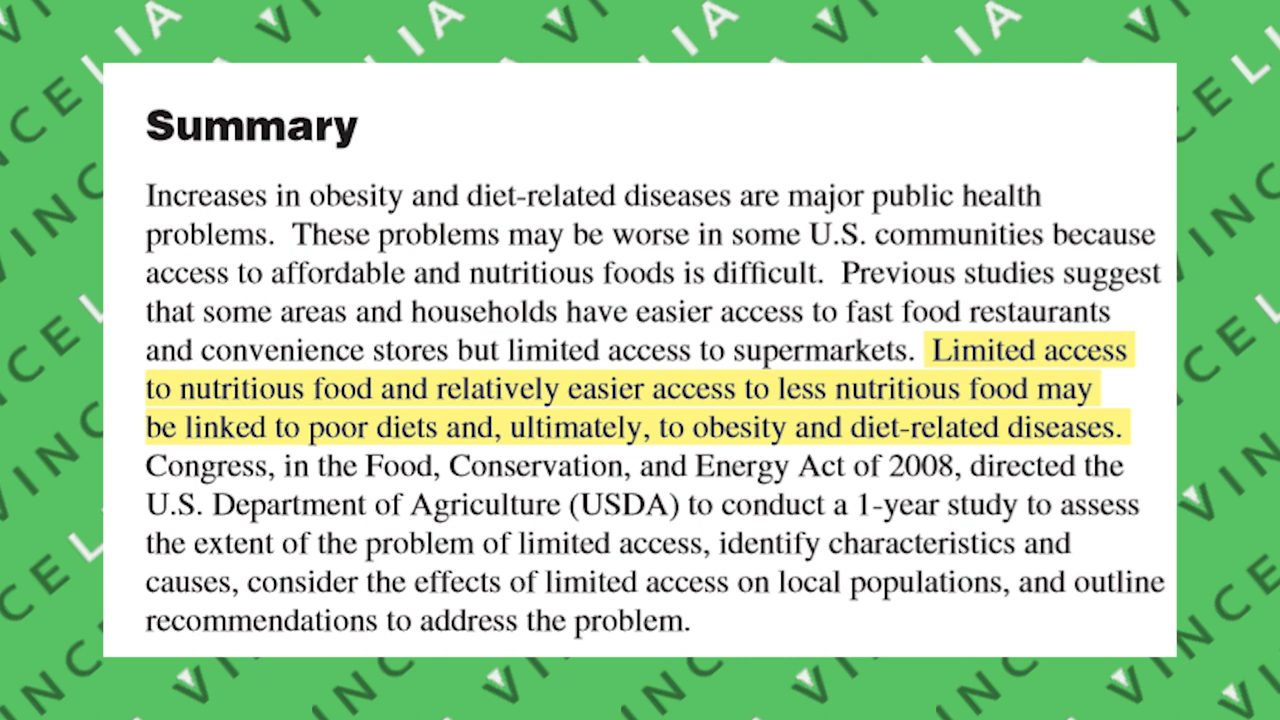 Summary
Increases in obesity and diet-related diseases are major public health
problems.  These problems may be worse in some U.S. communities because
access to affordable and nutritious foods is difficult.  Previous studies suggest
that some areas and households have easier access to fast food restaurants
and convenience stores but limited access to supermarkets.  Limited access
to nutritious food and relatively easier access to less nutritious food may
be linked to poor diets and, ultimately, to obesity and diet-related diseases.
Congress, in the Food, Conservation, and Energy Act of 2008, directed the
U.S. Department of Agriculture (USDA) to conduct a 1-year study to assess
the extent of the problem of limited access, identify characteristics and
causes, consider the effects of limited access on local populations, and outline
recommendations to address the problem.